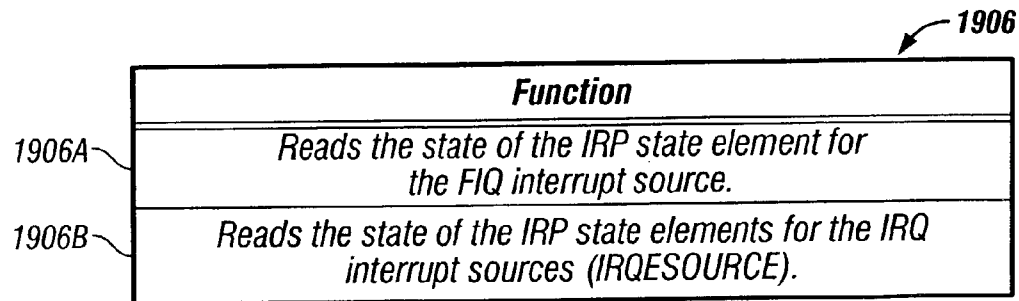 1906
Function
1906A
Reads the state of the IRP state element for
the FIQ interrupt source.
1906B
Reads the state of the IRP state elements for the IRQ
interrupt sources (IRQESOURCE).